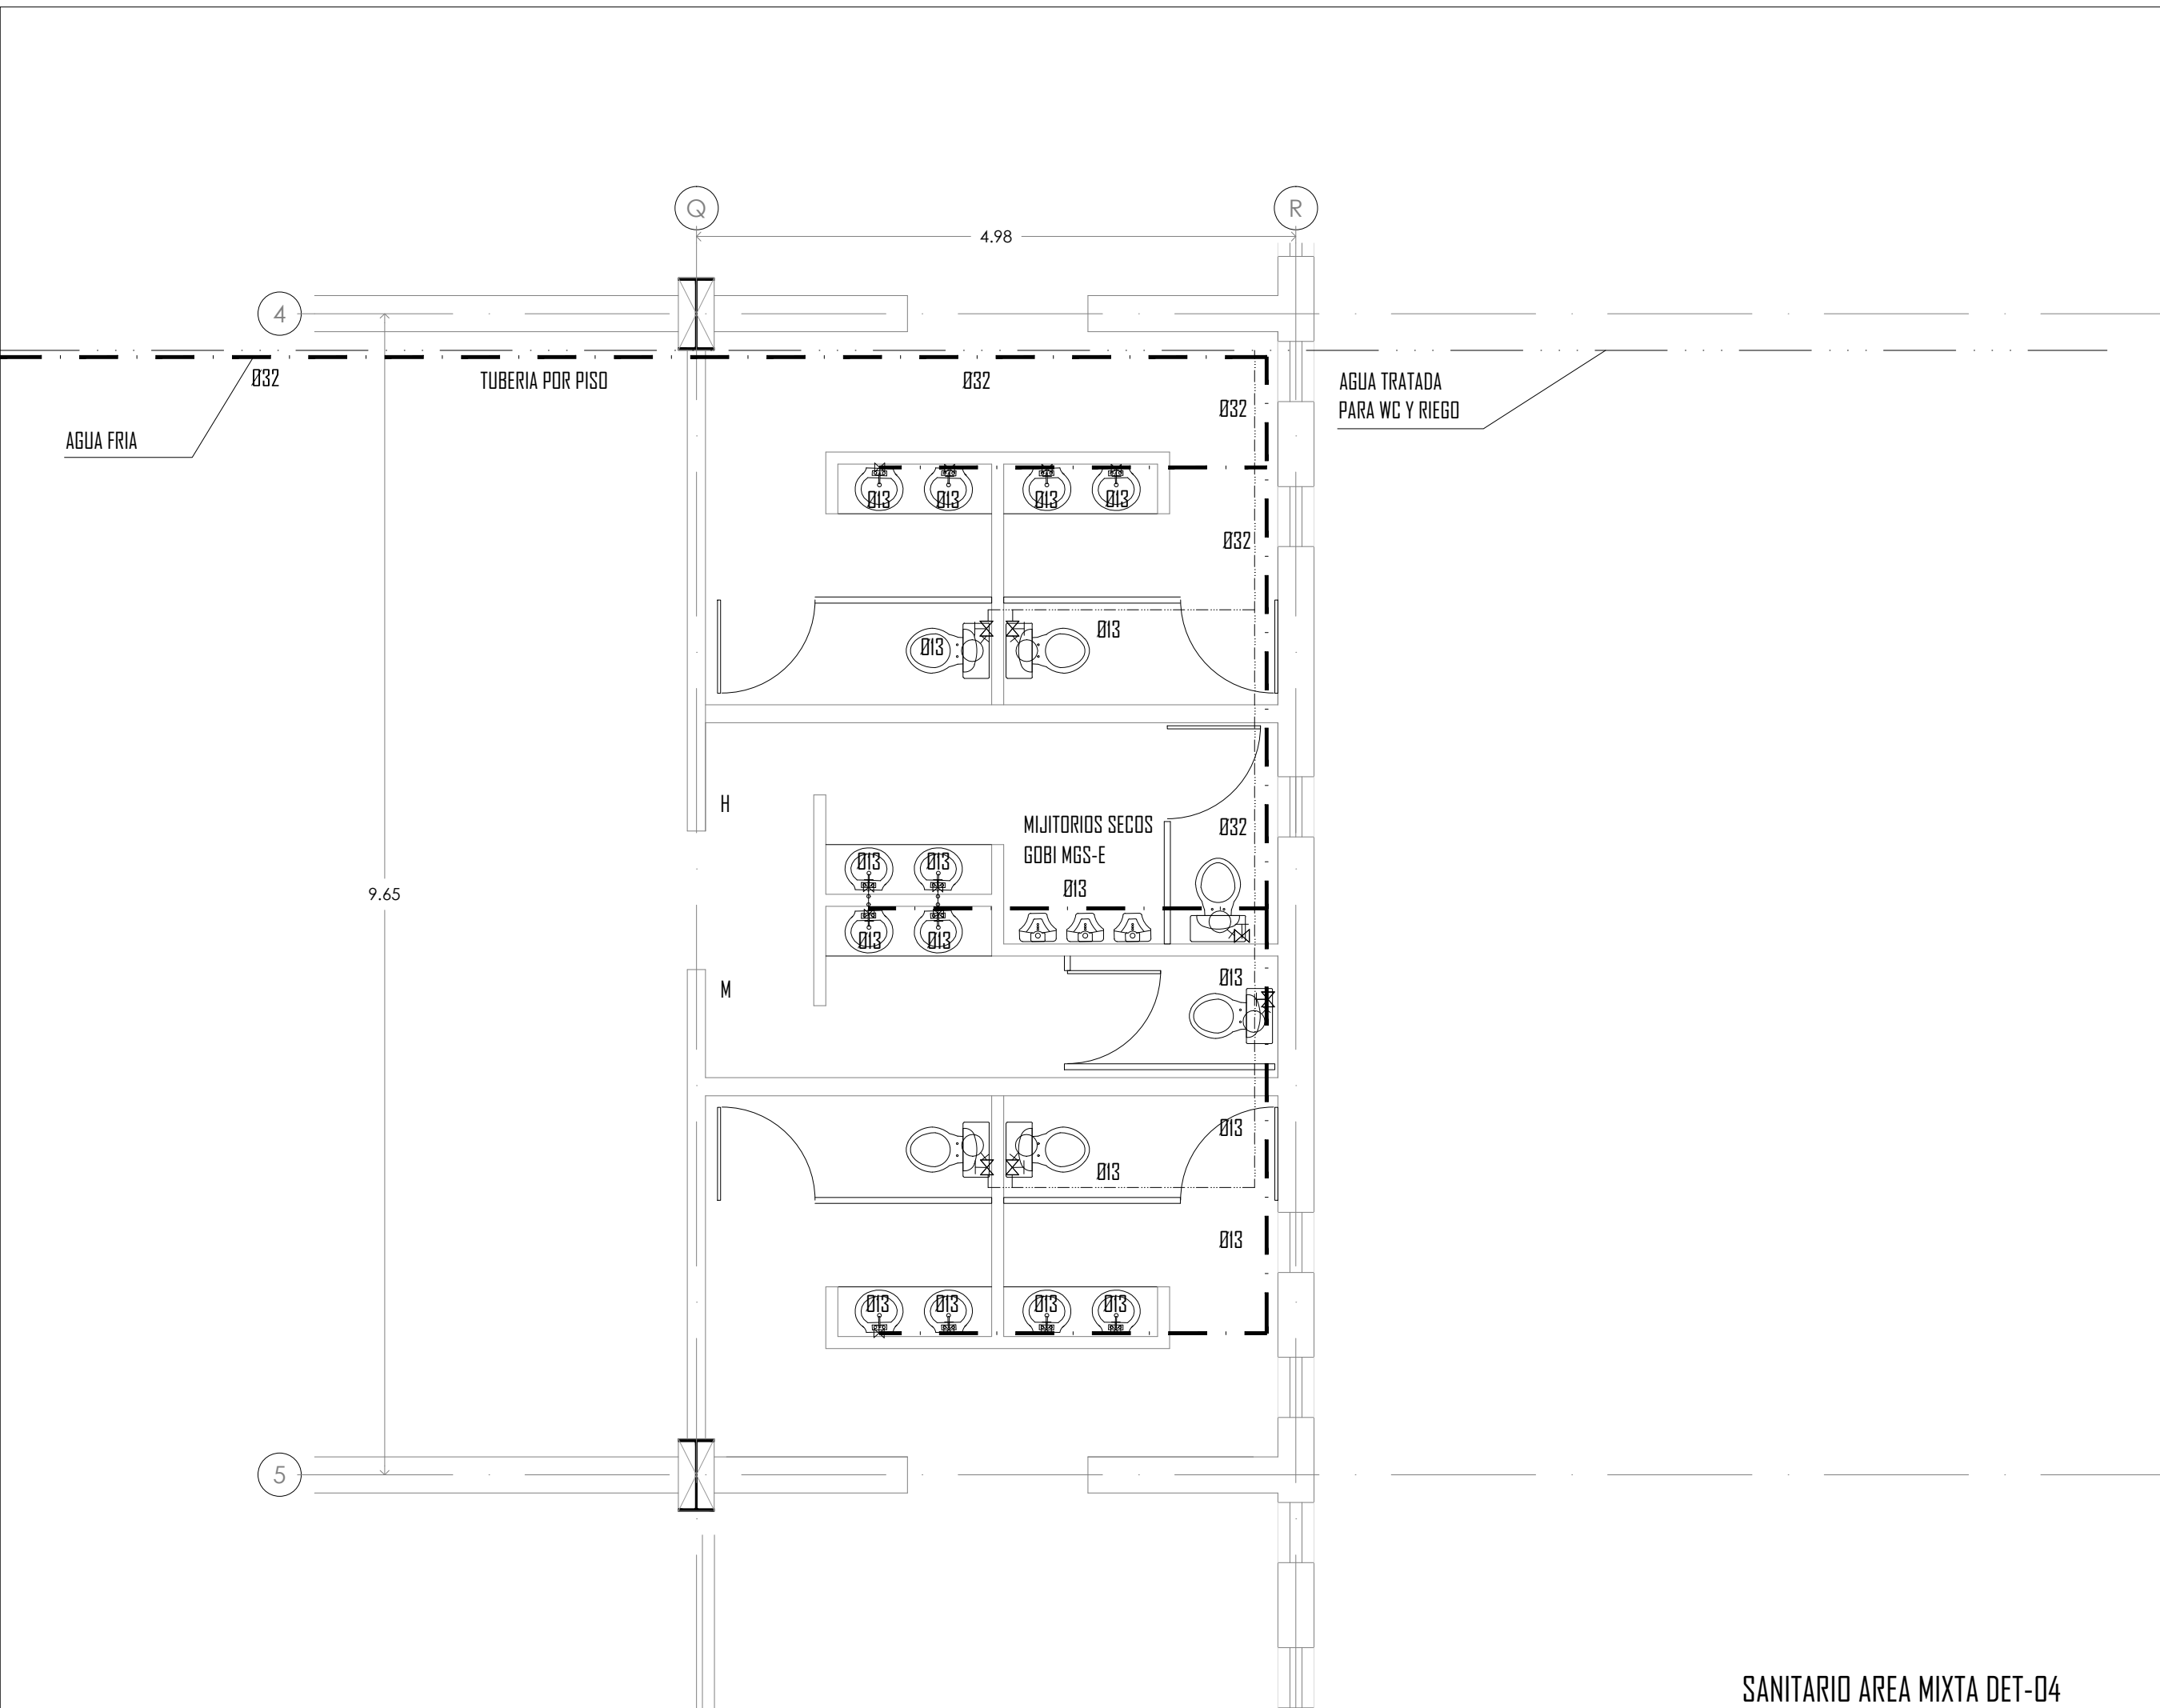 Q
R
4.98
4
Ø32
TUBERIA POR PISO
Ø32
AGUA TRATADA
PARA WC Y RIEGO
Ø32
AGUA FRIA
Ø13
Ø13
Ø13
Ø13
Ø32
Ø13
Ø13
H
MIJITORIOS SECOS
GOBI MGS-E
Ø32
Ø13
Ø13
Ø13
9.65
Ø13
Ø13
Ø13
M
Ø13
Ø13
Ø13
Ø13
Ø13
Ø13
Ø13
Ø13
5
SANITARIO AREA MIXTA DET-04